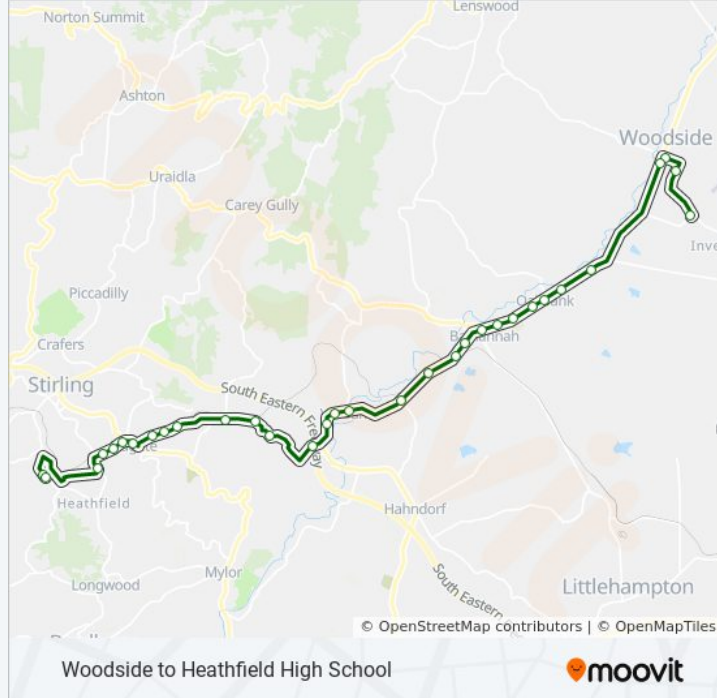 Lenswood
Norton Summit
Ashton
Woodside
Uraidla
Carey Gully
Inve
Piccadilly
Crafers
Stirling
South Eastern Freeway
Heathfield
Hahndorf
Mylor
Longwood
South Eastern
Littlehampton
© OpenStreetMap contributors | © OpenMapTiles
Woodside to Heathfield High School
moovit